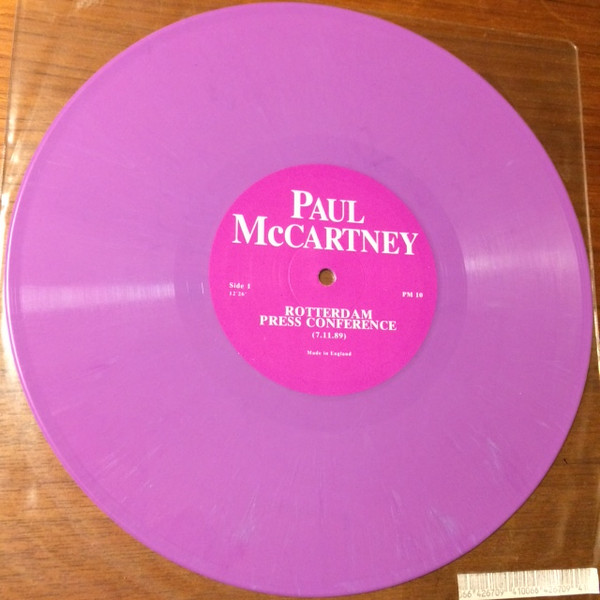 PAUL
MCCARTNEY
Side 1
PM 10
ROTTERDAM
PRESS CONFERENCE
(7.11.89)
Made in England